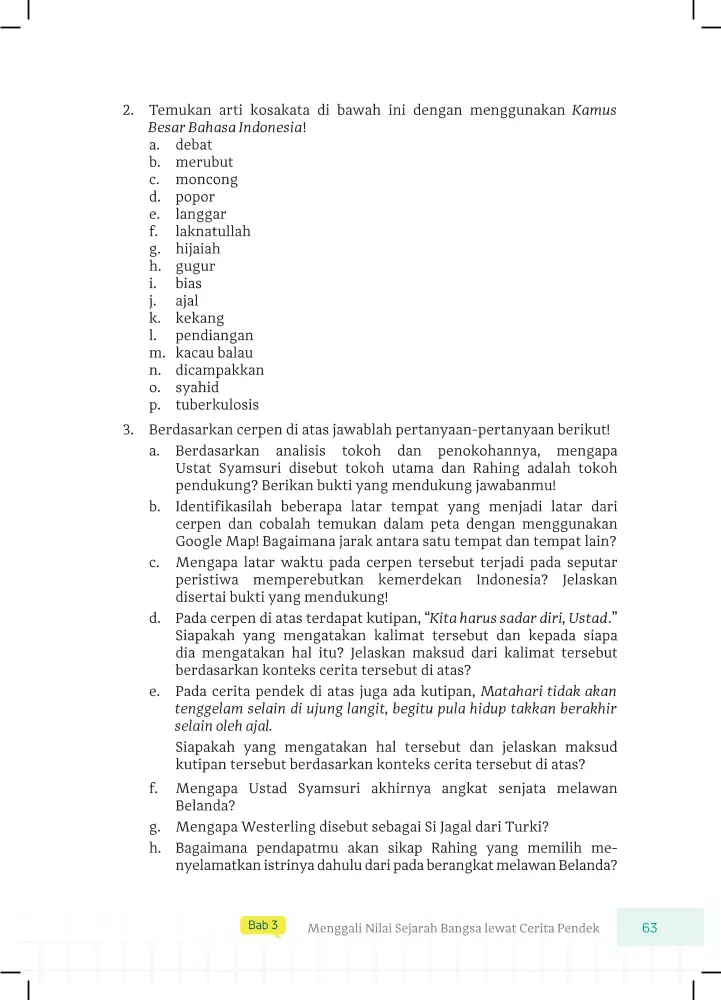 2. Temukan arti kosakata di bawah ini dengan menggunakan Kamus
Besar Bahasa Indonesia!
a. debat
b. merubut
c. moncong
d. popor
e. langgar
f. laknatullah
g. hijaiah
h. gugur
i. bias
j. ajal
k. kekang
l. pendiangan
m. kacau balau
n. dicampakkan
o. syahid
p. tuberkulosis
3. Berdasarkan cerpen di atas jawablah pertanyaan-pertanyaan berikut!
a. Berdasarkan analisis tokoh dan penokohannya, mengapa
Ustat Syamsuri disebut tokoh utama dan Rahing adalah tokoh
pendukung? Berikan bukti yang mendukung jawabanmu!
b. Identifikasilah beberapa latar tempat yang menjadi latar dari
cerpen dan cobalah temukan dalam peta dengan menggunakan
Google Map! Bagaimana jarak antara satu tempat dan tempat lain?
c. Mengapa latar waktu pada cerpen tersebut terjadi pada seputar
peristiwa memperebutkan kemerdekan Indonesia? Jelaskan
disertai bukti yang mendukung!
d. Pada cerpen di atas terdapat kutipan, “Kita harus sadar diri, Ustad.”
Siapakah yang mengatakan kalimat tersebut dan kepada siapa
dia mengatakan hal itu? Jelaskan maksud dari kalimat tersebut
berdasarkan konteks cerita tersebut di atas?
e. Pada cerita pendek di atas juga ada kutipan, Matahari tidak akan
tenggelam selain di ujung langit, begitu pula hidup takkan berakhir
selain oleh ajal.
Siapakah yang mengatakan hal tersebut dan jelaskan maksud
kutipan tersebut berdasarkan konteks cerita tersebut di atas?
f. Mengapa Ustad Syamsuri akhirnya angkat senjata melawan
Belanda?
g. Mengapa Westerling disebut sebagai Si Jagal dari Turki?
h. Bagaimana pendapatmu akan sikap Rahing yang memilih me-
nyelamatkan istrinya dahulu dari pada berangkat melawan Belanda?
Bab 3 Menggali Nilai Sejarah Bangsa lewat Cerita Pendek 63